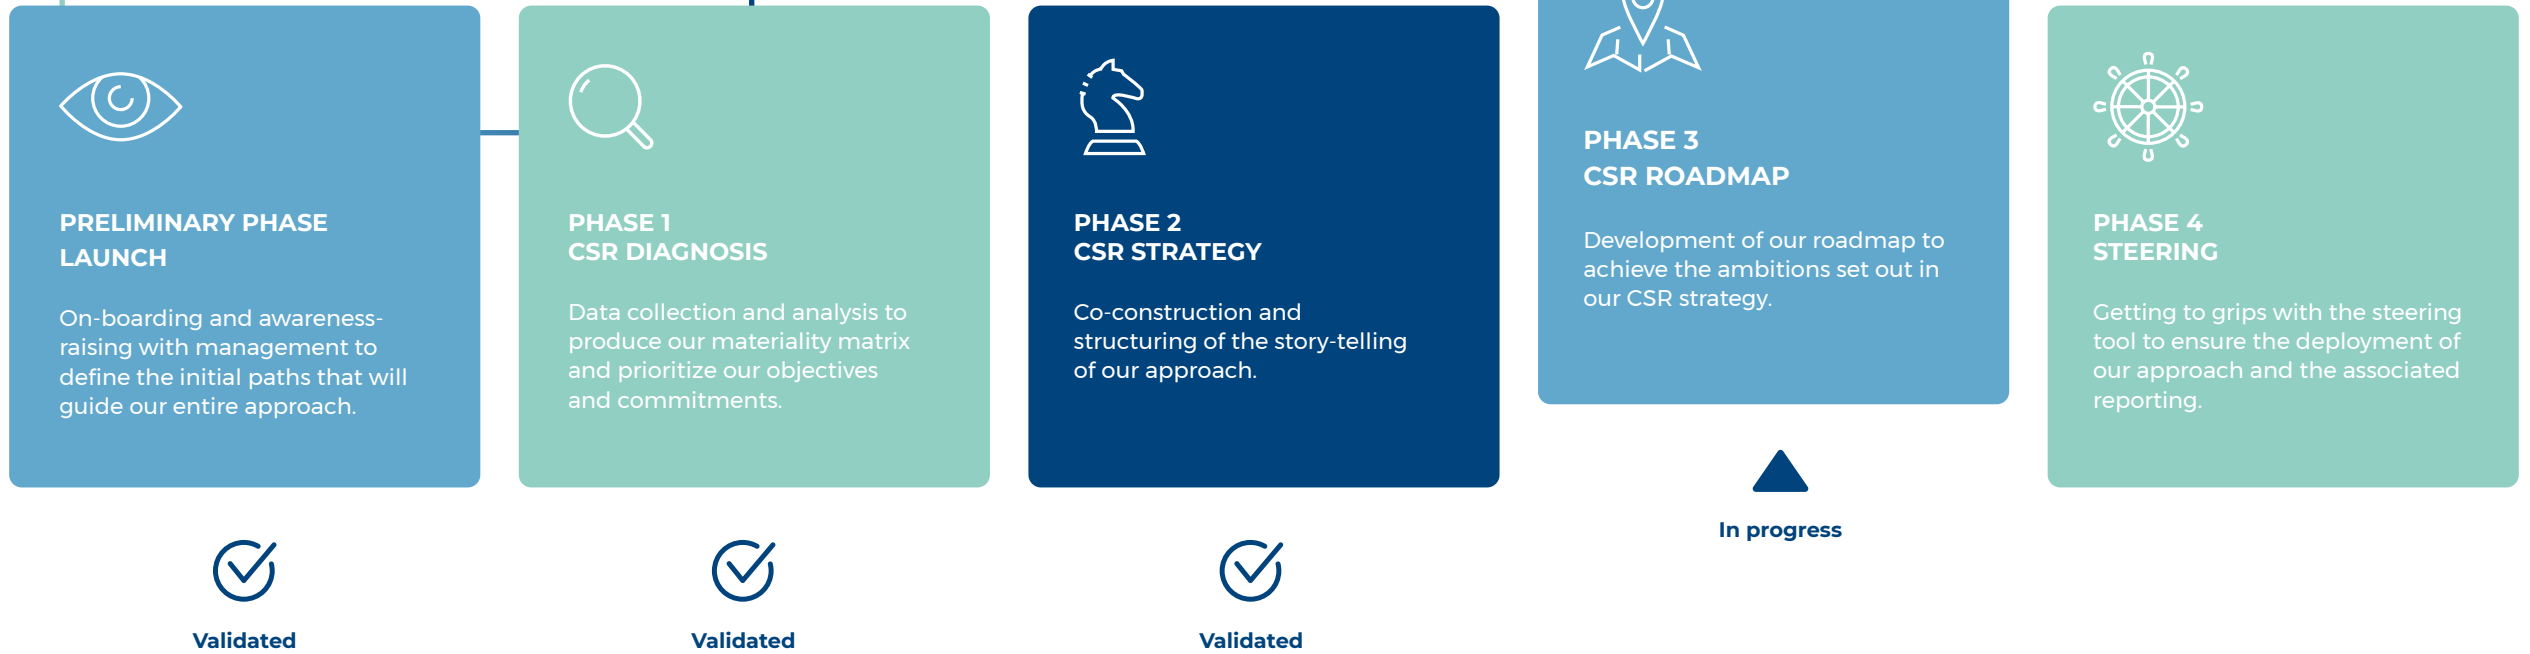 PRELIMINARY PHASE
LAUNCH
On-boarding and awareness-
raising with management to
define the initial paths that will
guide our entire approach.
Validated
PHASE 1
CSR DIAGNOSIS
Data collection and analysis to
produce our materiality matrix
and prioritize our objectives
and commitments.
Validated
PHASE 2
CSR STRATEGY
Co-construction and
structuring of the story-telling
of our approach.
Validated
PHASE 3
CSR ROADMAP
Development of our roadmap to
achieve the ambitions set out in
our CSR strategy.
In progress
PHASE 4
STEERING
Getting to grips with the steering
tool to ensure the deployment of
our approach and the associated
reporting.